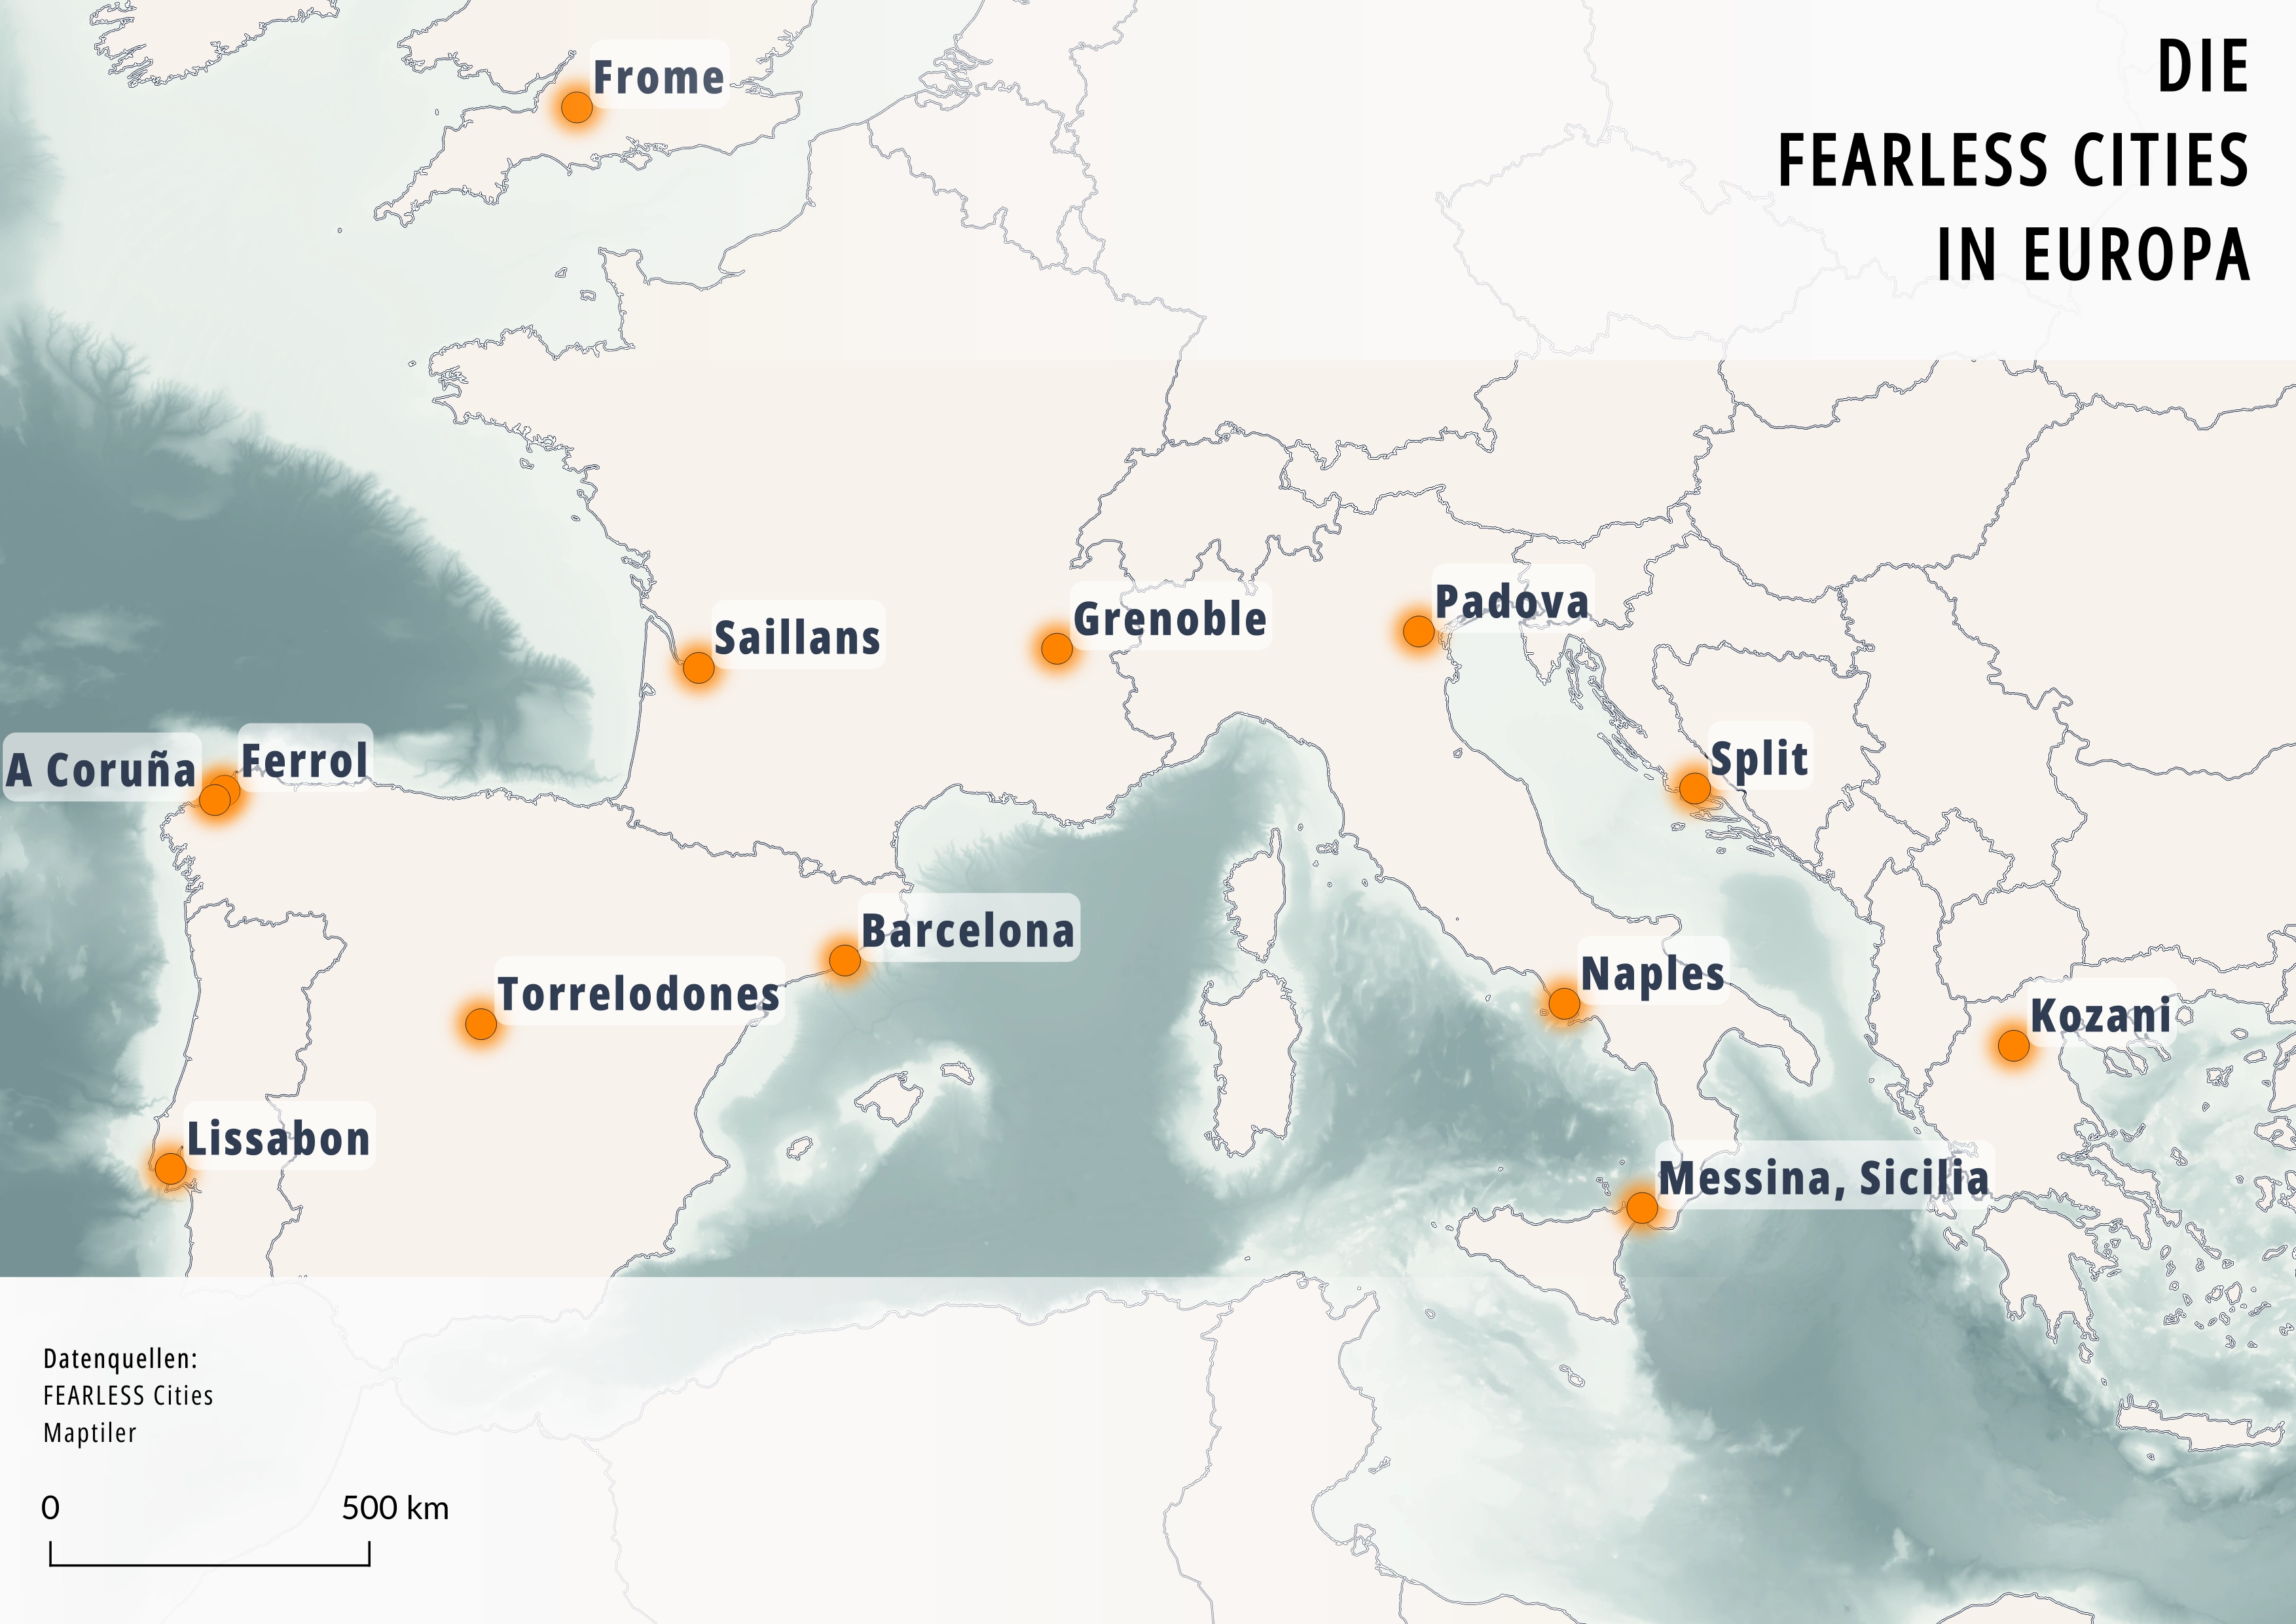 DIE
FEARLESS CITIES
IN EUROPA
Frome
Saillans
Grenoble
Padova
A Coruña
Ferrol
Split
Barcelona
Torrelodones
Naples
Kozani
Lissabon
Messina, Sicilia
Datenquellen:
FEARLESS Cities
Maptiler
0 500 km